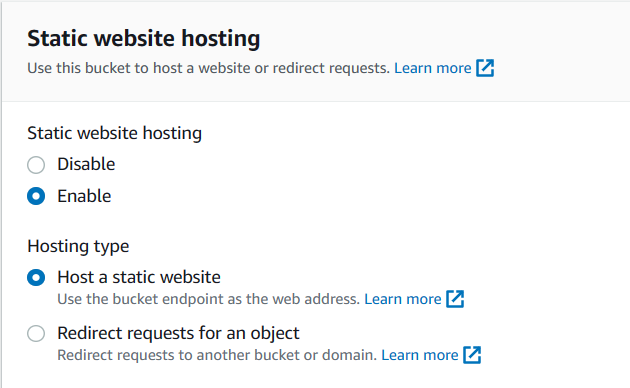 Static website hosting
Use this bucket to host a website or redirect requests. Learn more
Static website hosting
Disable
Enable
Hosting type
Host a static website
Use the bucket endpoint as the web address. Learn more
Redirect requests for an object
Redirect requests to another bucket or domain. Learn more